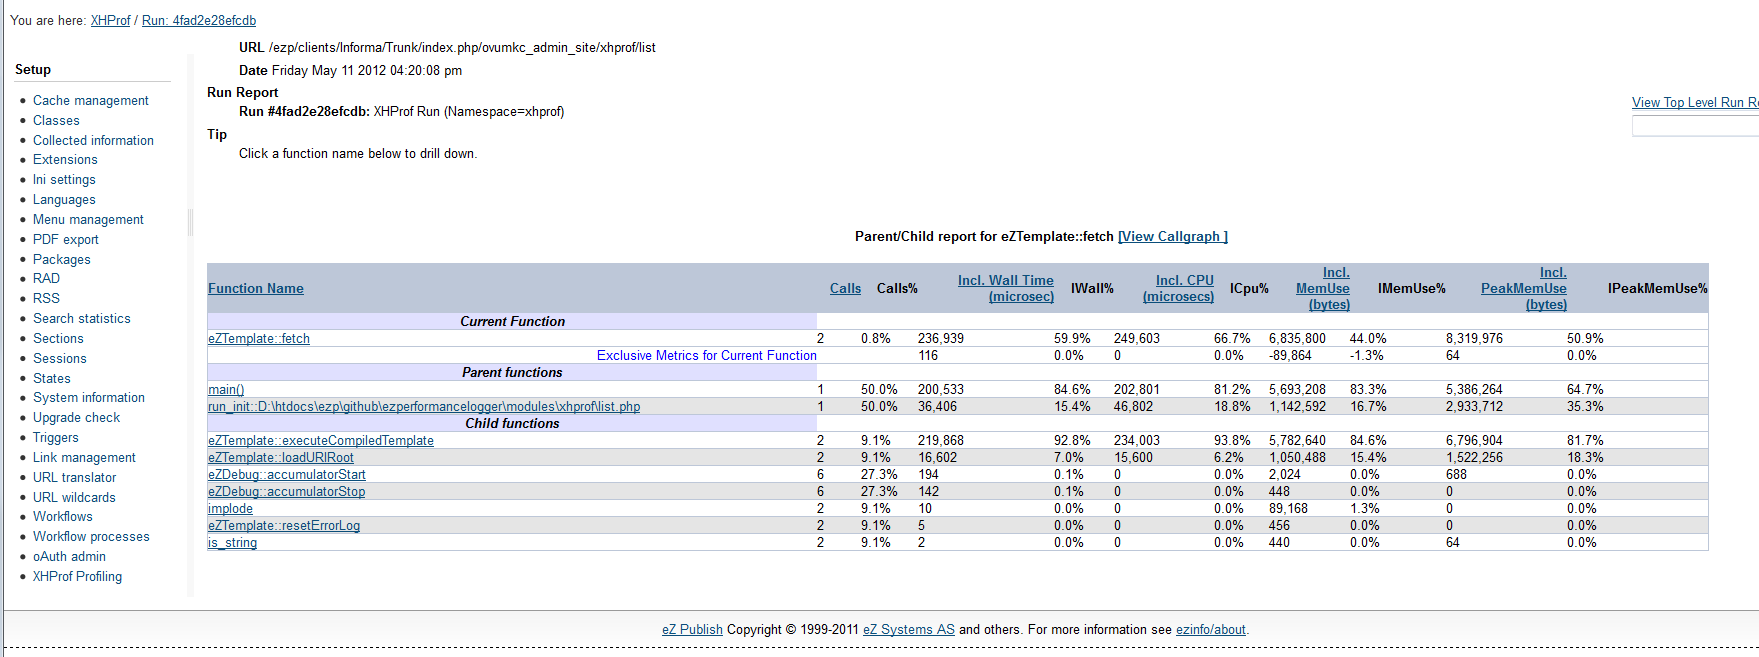 You are here: XHProf / Run: 4fad2e28efcdb
URL /ezp/clients/Informa/Trunk/index.php/ovumkc_admin_site/xhprof/list
Date Friday May 11 2012 04:20:08 pm
Run Report
Run #4fad2e28efcdb: XHProf Run (Namespace=xhprof)
Tip
Click a function name below to drill down.
Setup
Cache management
Classes
Collected information
Extensions
Ini settings
Languages
Menu management
PDF export
Packages
RAD
RSS
Search statistics
Sections
Sessions
States
System information
Upgrade check
Triggers
Link management
URL translator
URL wildcards
Workflows
Workflow processes
oAuth admin
XHProf Profiling
View Top Level Run Re
Parent/Child report for eZTemplate::fetch [View Callgraph ]
Function Name Calls Calls% Incl. Wall Time (microsec) IWall% Incl. CPU (microsecs) ICpu% Incl. MemUse (bytes) IMemUse% Incl. PeakMemUse (bytes) IPeakMemUse%
Current Function
eZTemplate::fetch 2 0.8% 236,939 59.9% 249,603 66.7% 6,835,800 44.0% 8,319,976 50.9%
Exclusive Metrics for Current Function 116 0.0% 0 0.0% -89,864 -1.3% 64 0.0%
Parent functions
main() 1 50.0% 200,533 84.6% 202,801 81.2% 5,693,208 83.3% 5,386,264 64.7%
run_init::D:\htdocs\ezp\github\ezperformancelogger\modules\xhprof\list.php 1 50.0% 36,406 15.4% 46,802 18.8% 1,142,592 16.7% 2,933,712 35.3%
Child functions
eZTemplate::executeCompiledTemplate 2 9.1% 219,868 92.8% 234,003 93.8% 5,782,640 84.6% 6,796,904 81.7%
eZTemplate::loadURIRoot 2 9.1% 16,602 7.0% 15,600 6.2% 1,050,488 15.4% 1,522,256 18.3%
eZDebug::accumulatorStart 6 27.3% 194 0.1% 0 0.0% 2,024 0.0% 688 0.0%
eZDebug::accumulatorStop 6 27.3% 142 0.1% 0 0.0% 448 0.0% 0 0.0%
implode 2 9.1% 10 0.0% 0 0.0% 89,168 1.3% 0 0.0%
eZTemplate::resetErrorLog 2 9.1% 5 0.0% 0 0.0% 456 0.0% 0 0.0%
is_string 2 9.1% 2 0.0% 0 0.0% 440 0.0% 64 0.0%
eZ Publish Copyright © 1999-2011 eZ Systems AS and others. For more information see ezinfo/about.